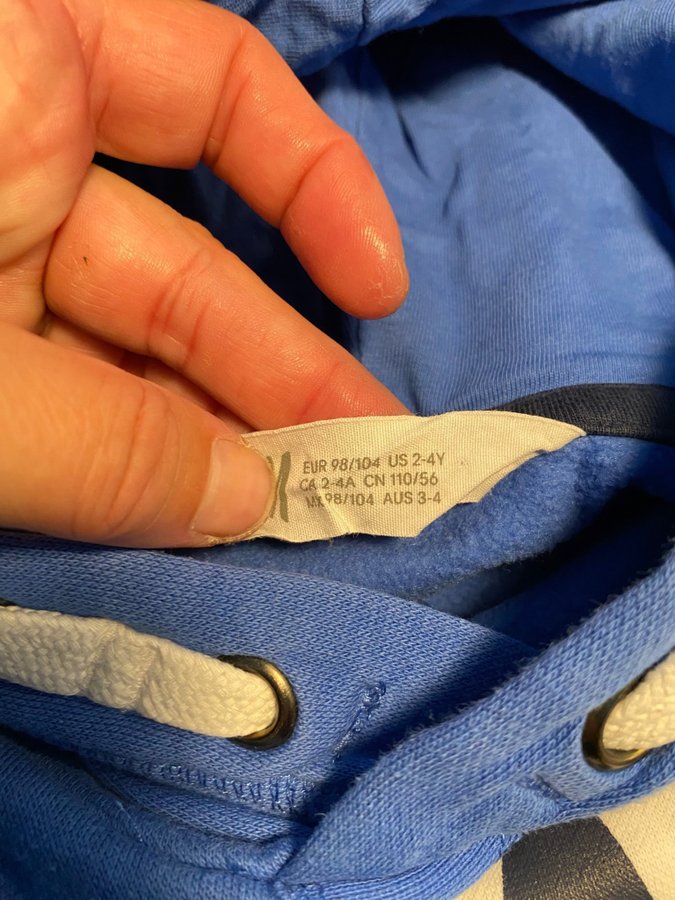 EUR 98/104 US 2-4Y
CA 2-4A CN 110/56
MX 98/104 AUS 3-4